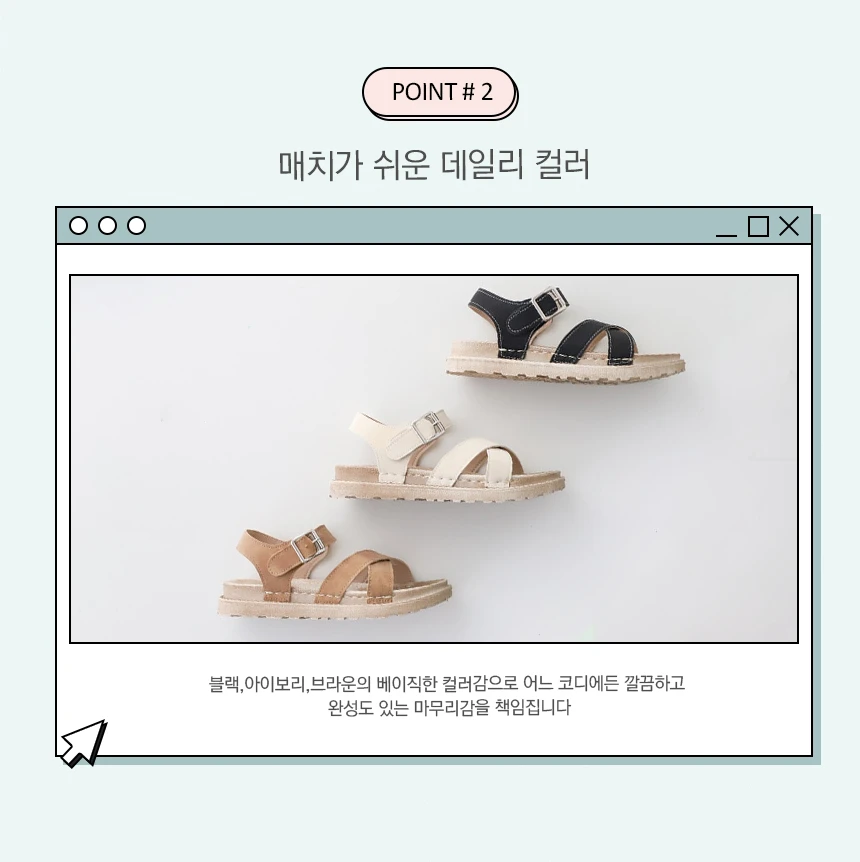 POINT # 2
매치가 쉬운 데일리 컬러
블랙,아이보리,브라운의 베이직한 컬러감으로 어느 코디에든 깔끔하고
완성도 있는 마무리감을 책임집니다